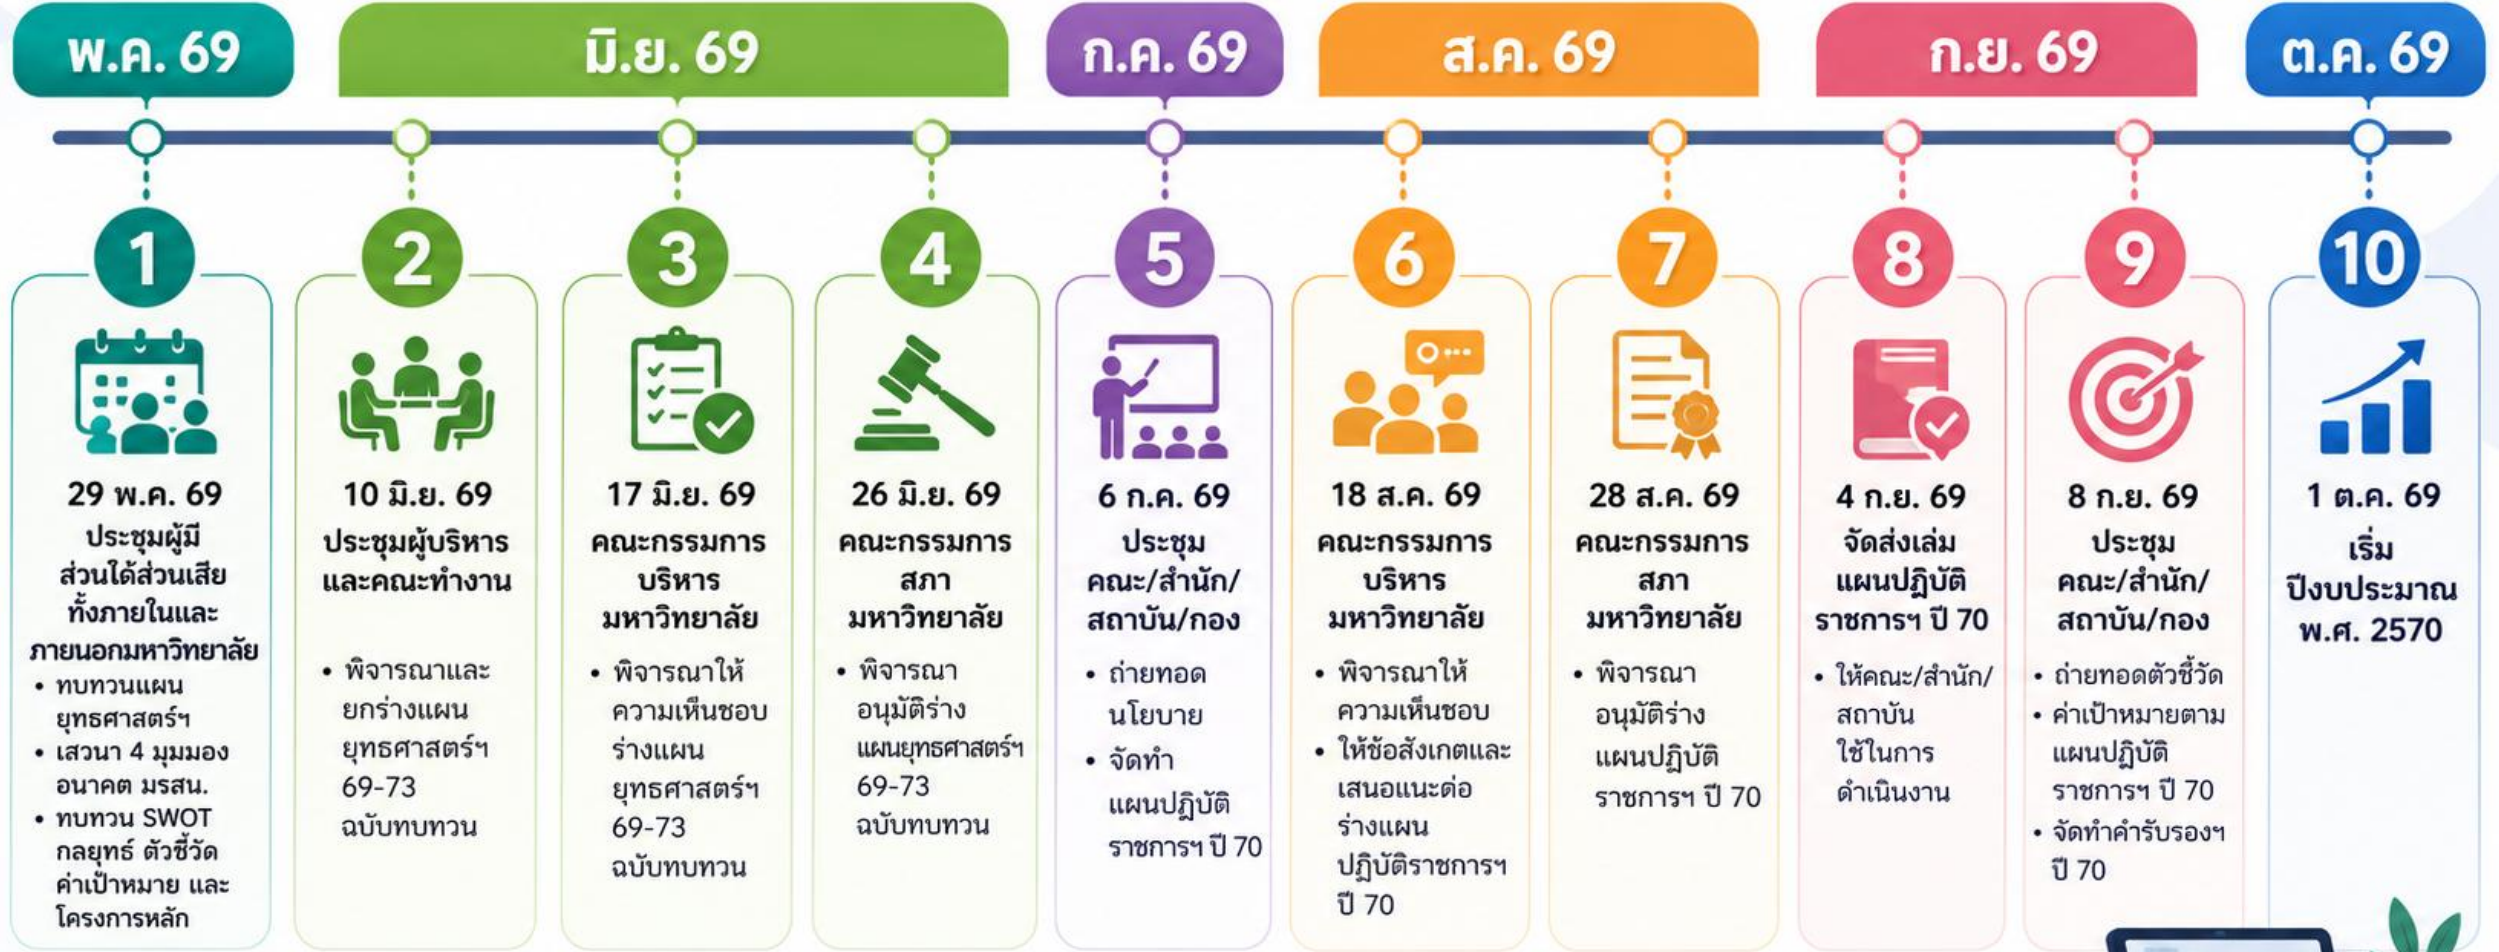 พ.ค. 69
มิ.ย. 69
ก.ค. 69
ส.ค. 69
ก.ย. 69
ต.ค. 69
1
29 พ.ค. 69
ประชุมผู้มี
ส่วนได้ส่วนเสีย
ทั้งภายในและ
ภายนอกมหาวิทยาลัย
• ทบทวนแผน
ยุทธศาสตร์ฯ
• เสวนา 4 มุมมอง
อนาคต มรสน.
• ทบทวน SWOT
กลยุทธ์ ตัวชี้วัด
ค่าเป้าหมาย และ
โครงการหลัก
2
10 มิ.ย. 69
ประชุมผู้บริหาร
และคณะทำงาน
• พิจารณาและ
ยกร่างแผน
ยุทธศาสตร์ฯ
69-73
ฉบับทบทวน
3
17 มิ.ย. 69
คณะกรรมการ
บริหาร
มหาวิทยาลัย
• พิจารณาให้
ความเห็นชอบ
ร่างแผน
ยุทธศาสตร์ฯ
69-73
ฉบับทบทวน
4
26 มิ.ย. 69
คณะกรรมการ
สภา
มหาวิทยาลัย
• พิจารณา
อนุมัติร่าง
แผนยุทธศาสตร์ฯ
69-73
ฉบับทบทวน
5
6 ก.ค. 69
ประชุม
คณะ/สำนัก/
สถาบัน/กอง
• ถ่ายทอด
นโยบาย
• จัดทำ
แผนปฏิบัติ
ราชการฯ ปี 70
6
18 ส.ค. 69
คณะกรรมการ
บริหาร
มหาวิทยาลัย
• พิจารณาให้
ความเห็นชอบ
• ให้ข้อสังเกตและ
เสนอแนะต่อ
ร่างแผน
ปฏิบัติราชการฯ
ปี 70
7
28 ส.ค. 69
คณะกรรมการ
สภา
มหาวิทยาลัย
• พิจารณา
อนุมัติร่าง
แผนปฏิบัติ
ราชการฯ ปี 70
8
4 ก.ย. 69
จัดส่งเล่ม
แผนปฏิบัติ
ราชการฯ ปี 70
• ให้คณะ/สำนัก/
สถาบัน
ใช้ในการ
ดำเนินงาน
9
8 ก.ย. 69
ประชุม
คณะ/สำนัก/
สถาบัน/กอง
• ถ่ายทอดตัวชี้วัด
• ค่าเป้าหมายตาม
แผนปฏิบัติ
ราชการฯ ปี 70
• จัดทำคำรับรองฯ
ปี 70
10
1 ต.ค. 69
เริ่ม
ปีงบประมาณ
พ.ศ. 2570